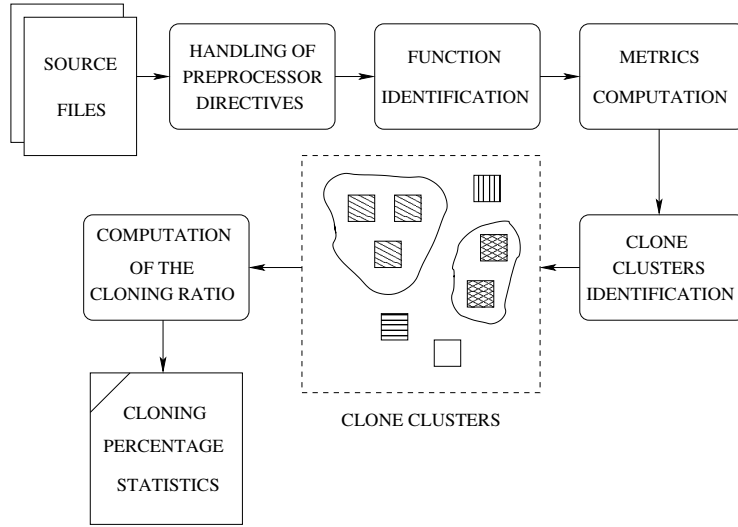 SOURCE
FILES
HANDLING OF
PREPROCESSOR
DIRECTIVES
FUNCTION
IDENTIFICATION
METRICS
COMPUTATION
CLONE
CLUSTERS
IDENTIFICATION
CLONE CLUSTERS
COMPUTATION
OF THE
CLONING RATIO
CLONING
PERCENTAGE
STATISTICS